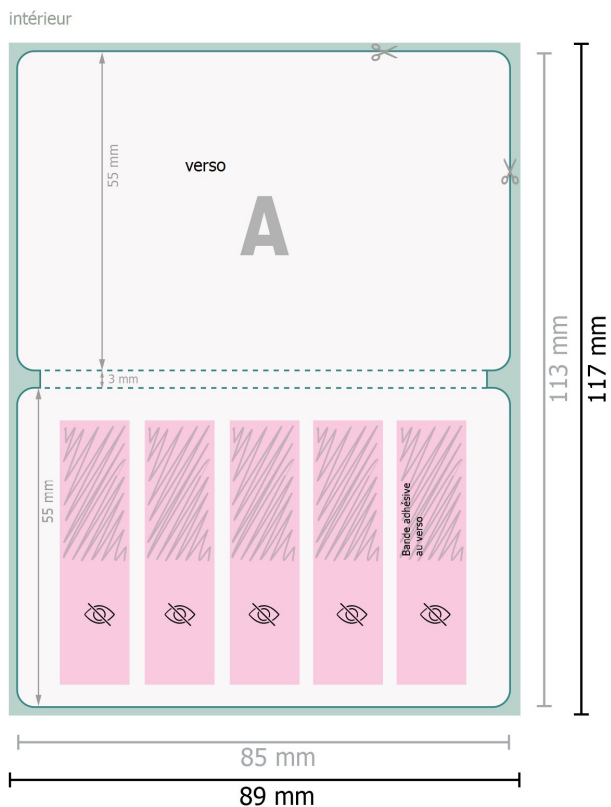 intérieur
55 mm
verso
A
3 mm
55 mm
Bande adhésive
au verso
113 mm
117 mm
85 mm
89 mm